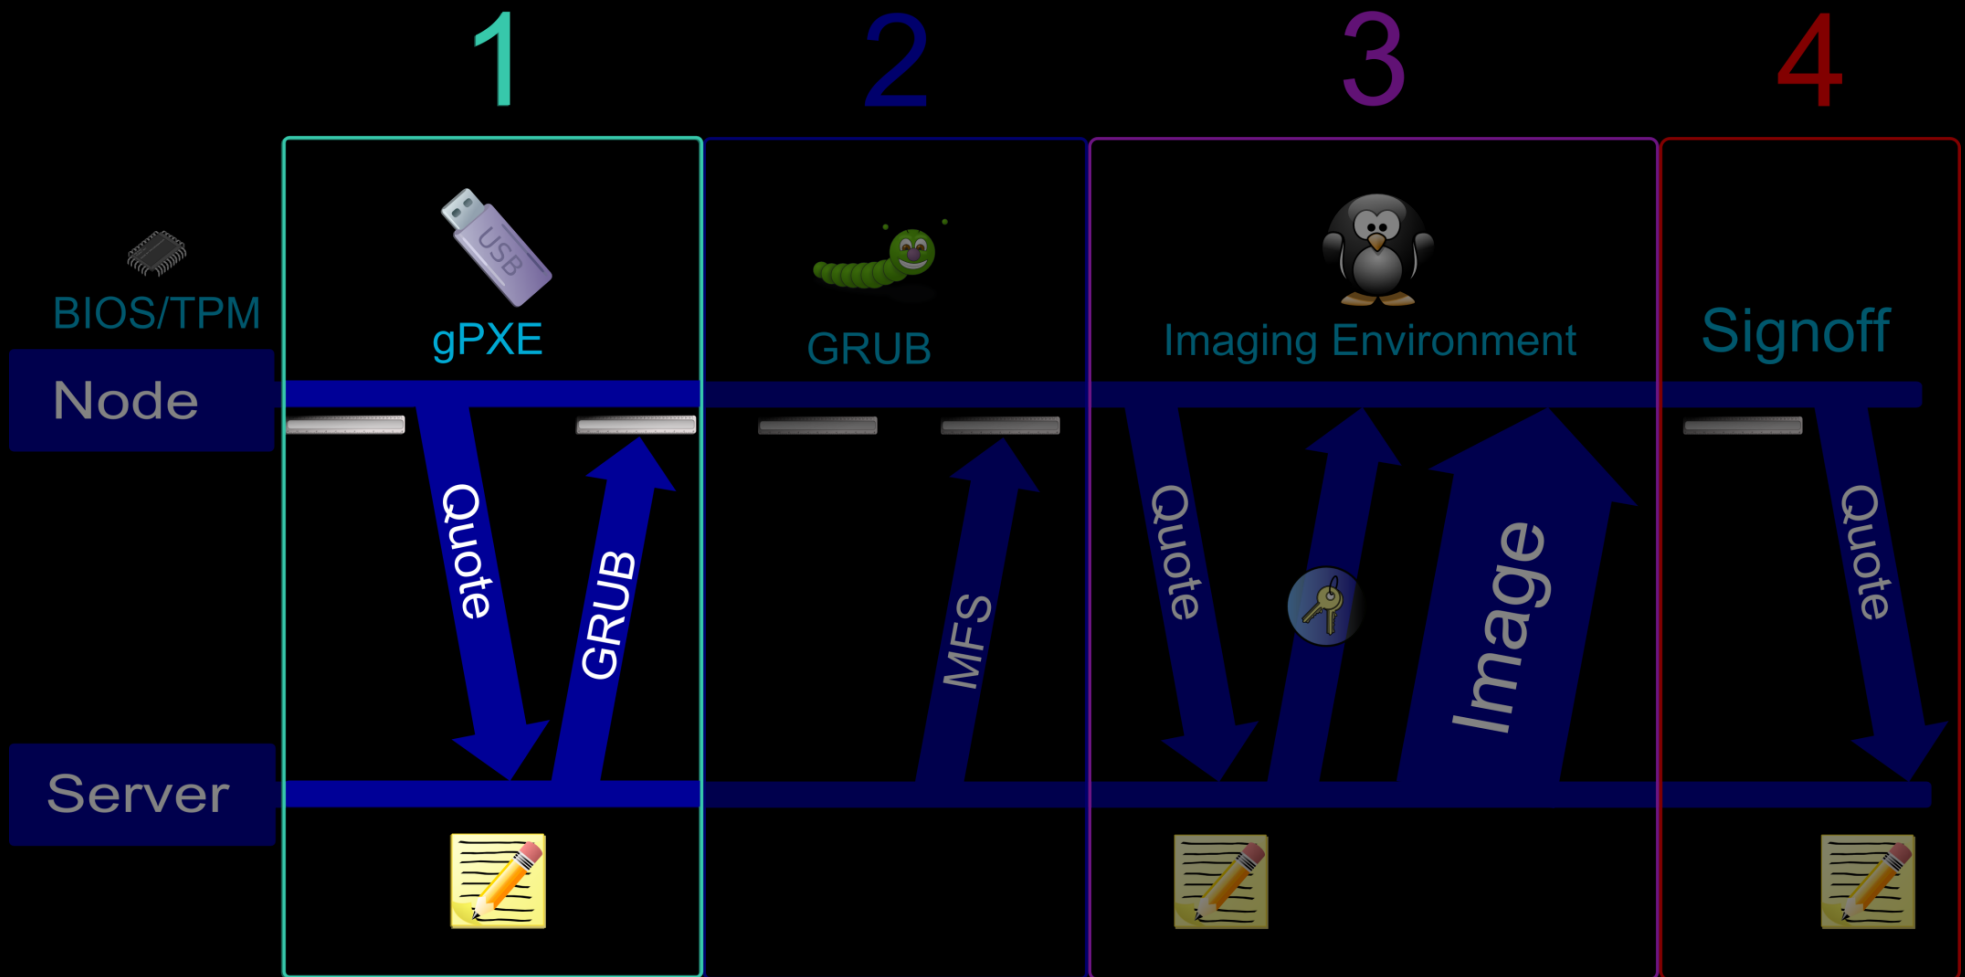 1
2
3
4
USB
BIOS/TPM
gPXE
GRUB
Imaging Environment
Signoff
Node
Quote
GRUB
MFS
Quote
Image
Quote
Server